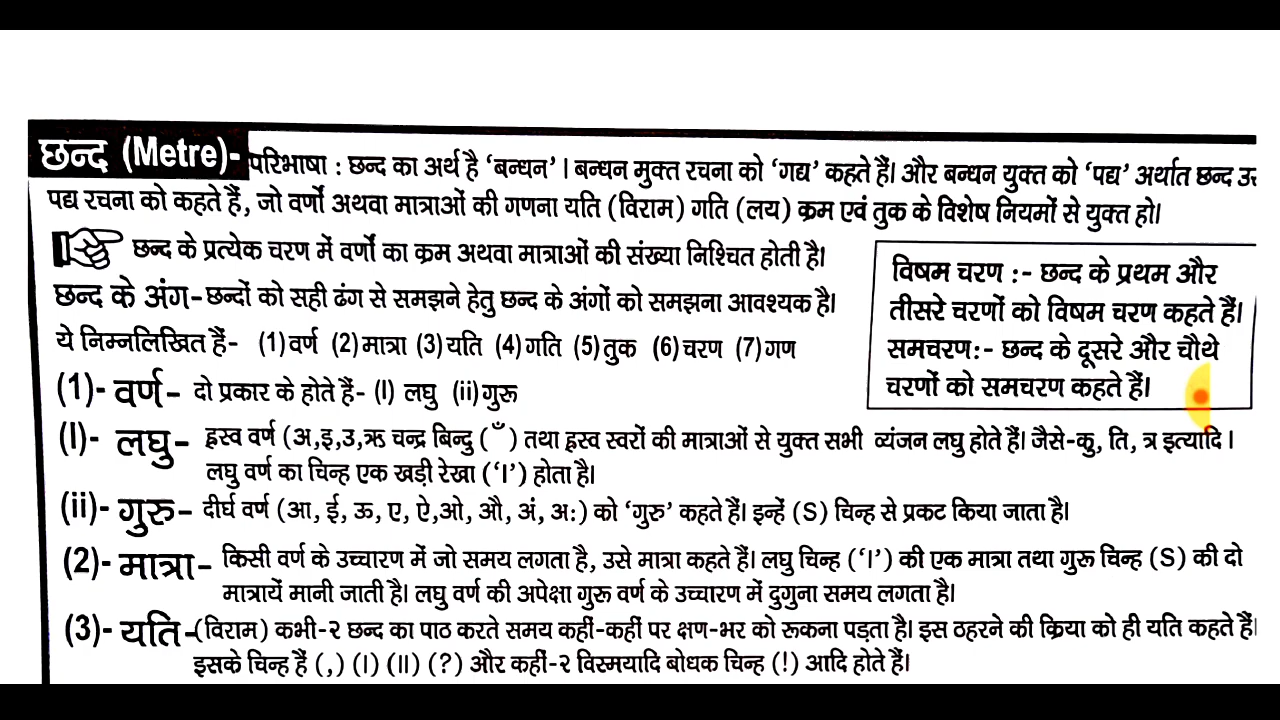 छन्द (Metre)- परिभाषा : छन्द का अर्थ है ‘बन्धन’ । बन्धन मुक्त रचना को ‘गद्य’ कहते हैं। और बन्धन युक्त को ‘पद्य’ अर्थात छन्द
पद्य रचना को कहते हैं, जो वर्णों अथवा मात्राओं की गणना यति (विराम) गति (लय) क्रम एवं तुक के विशेष नियमों से युक्त हो।
छन्द के प्रत्येक चरण में वर्णों का क्रम अथवा मात्राओं की संख्या निश्चित होती है।
छन्द के अंग-छन्दों को सही ढंग से समझने हेतु छन्द के अंगों को समझना आवश्यक है।
ये निम्नलिखित हैं- (1)वर्ण (2)मात्रा (3)यति (4)गति (5)तुक (6)चरण (7)गण
विषम चरण :- छन्द के प्रथम और
तीसरे चरणों को विषम चरण कहते हैं।
समचरण:- छन्द के दूसरे और चौथे
चरणों को समचरण कहते हैं।
(1)- वर्ण- दो प्रकार के होते हैं- (I) लघु (ii)गुरू
(I)- लघु- ह्रस्व वर्ण (अ,इ,उ,ऋ चन्द्र बिन्दु (ँ) तथा ह्रस्व स्वरों की मात्राओं से युक्त सभी व्यंजन लघु होते हैं। जैसे-कु, ति, त्र इत्यादि ।
लघु वर्ण का चिन्ह एक खड़ी रेखा (‘I’) होता है।
(ii)- गुरु- दीर्घ वर्ण (आ, ई, ऊ, ए, ऐ,ओ, औ, अं, अ:) को ‘गुरु’ कहते हैं। इन्हें (S) चिन्ह से प्रकट किया जाता है।
(2)- मात्रा- किसी वर्ण के उच्चारण में जो समय लगता है, उसे मात्रा कहते हैं। लघु चिन्ह (‘I’) की एक मात्रा तथा गुरू चिन्ह (S) की दो
मात्रायें मानी जाती है। लघु वर्ण की अपेक्षा गुरू वर्ण के उच्चारण में दुगुना समय लगता है।
(3)- यति-(विराम) कभी-२ छन्द का पाठ करते समय कहीं-कहीं पर क्षण-भर को रूकना पड़ता है। इस ठहरने की क्रिया को ही यति कहते हैं।
इसके चिन्ह हैं (,) (I) (II) (?) और कहीं-२ विस्मयादि बोधक चिन्ह (!) आदि होते हैं।